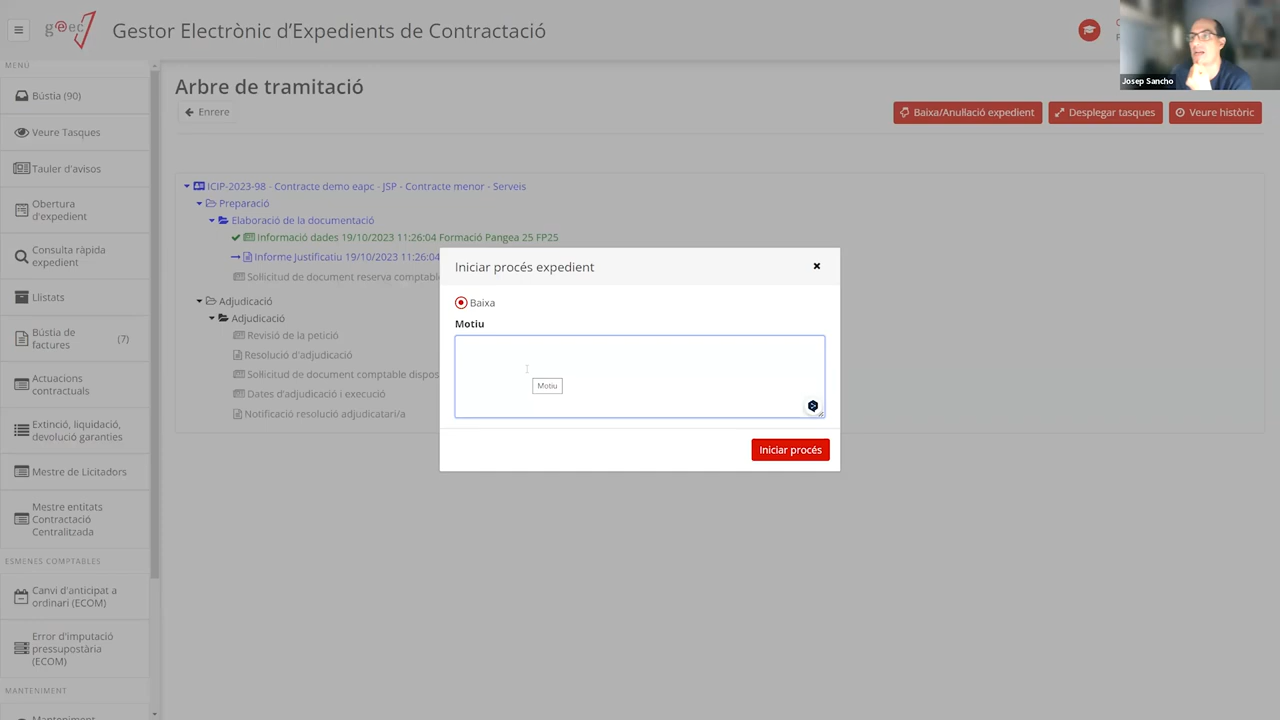 geec
Gestor Electrònic d'Expedients de Contractació
Josep Sancho
MENÚ
Bústia (90)
Veure Tasques
Tauler d'avisos
Obertura
d'expedient
Consulta ràpida
expedient
Llistats
Bústia de
factures
(7)
Actuacions
contractuals
Extinció, liquidació,
devolució garanties
Mestre de Licitadors
Mestre entitats
Contractació
Centralitzada
ESMENES COMPTABLES
Canvi d'anticipat a
ordinari (ECOM)
Error d'imputació
pressupostària
(ECOM)
MANTENIMENT
Manteniment
Arbre de tramitació
Enrere
Baixa/Anul·lació expedient
Desplegar tasques
Veure històric
ICIP-2023-98 - Contracte demo eapc - JSP - Contracte menor - Serveis
Preparació
Elaboració de la documentació
Informació dades 19/10/2023 11:26:04 Formació Pangea 25 FP25
Informe Justificatiu 19/10/2023 11:26:04
Sol·licitud de document reserva comptable
Adjudicació
Adjudicació
Revisió de la petició
Resolució d'adjudicació
Sol·licitud de document comptable dispos
Dates d'adjudicació i execució
Notificació resolució adjudicatari/a
Iniciar procés expedient
Baixa
Motiu
Motiu
Iniciar procés